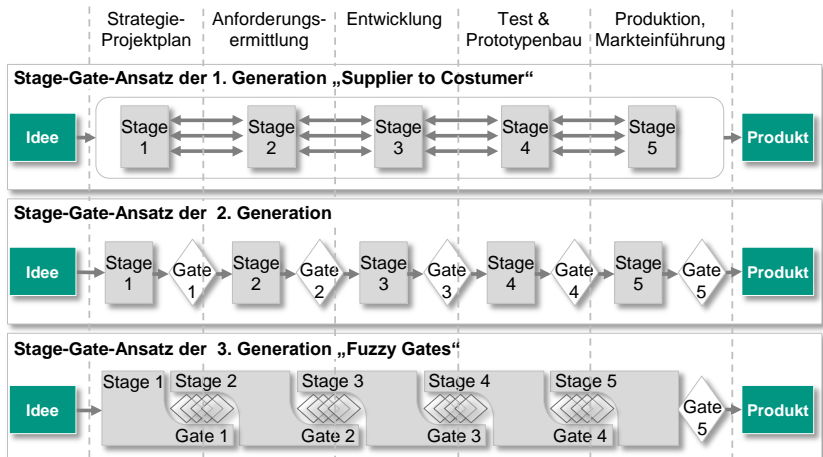 Strategie-
Projektplan
Anforderungs-
ermittlung
Entwicklung
Test &
Prototypenbau
Produktion,
Markteinführung
Stage-Gate-Ansatz der 1. Generation „Supplier to Costumer“
Idee
Stage
1
Stage
2
Stage
3
Stage
4
Stage
5
Produkt
Stage-Gate-Ansatz der 2. Generation
Idee
Stage
1
Gate
1
Stage
2
Gate
2
Stage
3
Gate
3
Stage
4
Gate
4
Stage
5
Gate
5
Produkt
Stage-Gate-Ansatz der 3. Generation „Fuzzy Gates“
Idee
Stage 1
Stage 2
Stage 3
Stage 4
Stage 5
Gate 1
Gate 2
Gate 3
Gate 4
Gate
5
Produkt